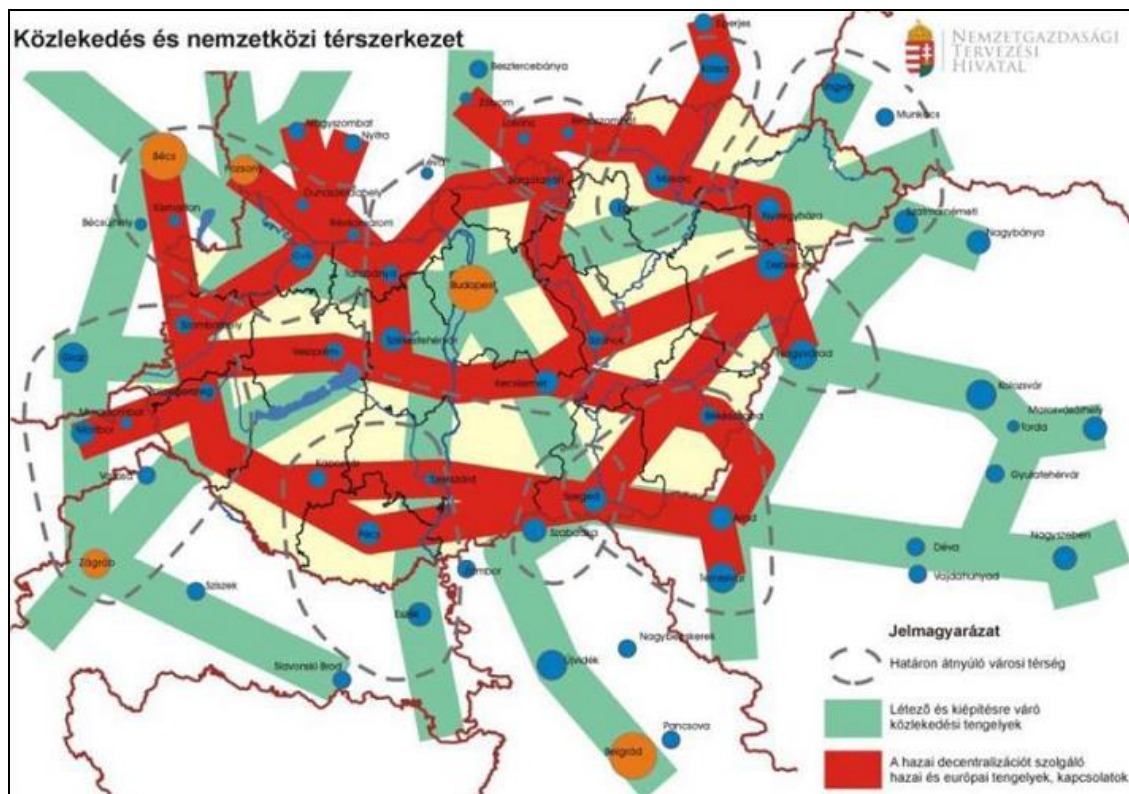 Közlekedés és nemzetközi térszerkezet
NEMZETGAZDASÁGI
TERVEZÉSI
HIVATAL
Eperjes
Kassa
Besztercebánya
Zólyom
Losonc
Rimaszombat
Ungvár
Munkács
Nagyszombat
Nyitra
Léva
Bécs
Pozsony
Dunaszerdahely
Révkomárom
Bécsújhely
Kismarton
Győr
Tatabánya
Salgótarján
Miskolc
Eger
Nyíregyháza
Szatmárnémeti
Nagybánya
Debrecen
Budapest
Szombathely
Graz
Veszprém
Székesfehérvár
Szolnok
Kecskemét
Nagyvárad
Kolozsvár
Marosvásárhely
Torda
Gyulafehérvár
Zalaegerszeg
Muraszombat
Maribor
Varasd
Kaposvár
Szekszárd
Békéscsaba
Szeged
Pécs
Szabadka
Arad
Temesvár
Déva
Vajdahunyad
Nagyszeben
Zágráb
Sziszek
Zombor
Eszék
Slavonski Brod
Nagybecskerek
Újvidék
Pancsova
Belgrád
Jelmagyarázat
Határon átnyúló városi térség
Létező és kiépítésre váró
közlekedési tengelyek
A hazai decentralizációt szolgáló
hazai és európai tengelyek, kapcsolatok